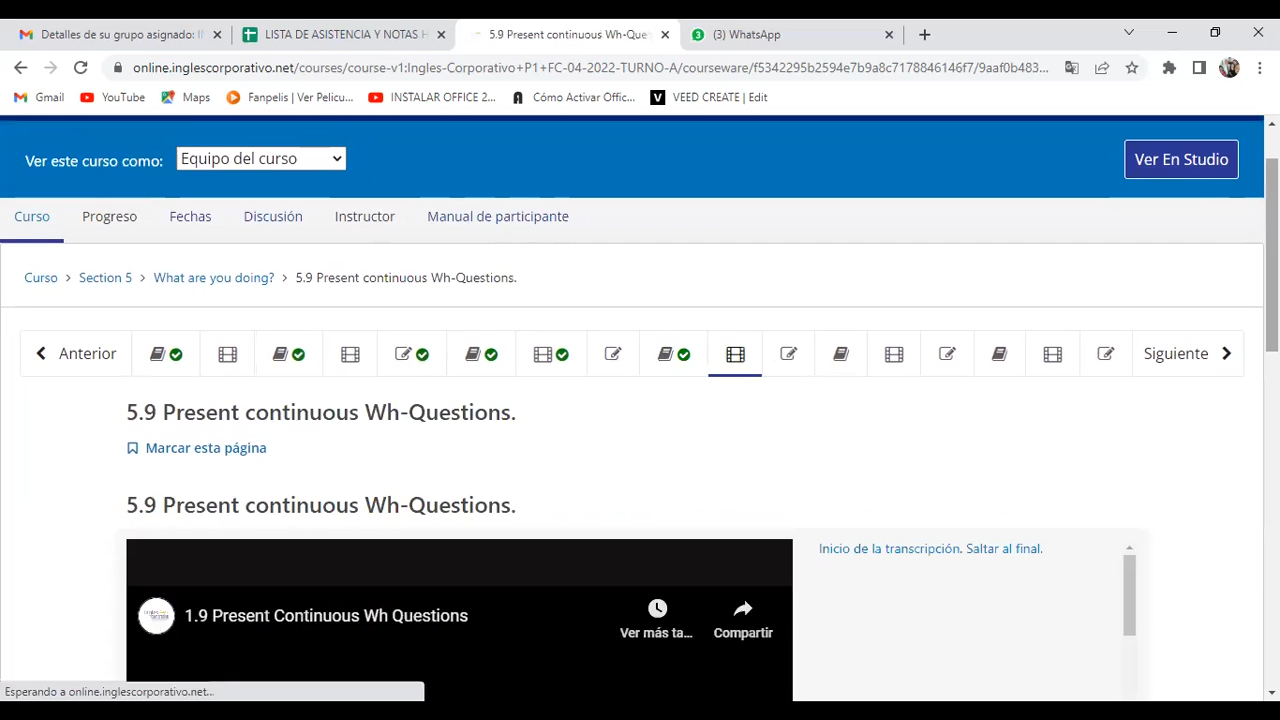 Detalles de su grupo asignado: I
LISTA DE ASISTENCIA Y NOTAS H
5.9 Present continuous Wh-Que
3
(3) WhatsApp
online.inglescorporativo.net/courses/course-v1:Ingles-Corporativo+P1+FC-04-2022-TURNO-A/courseware/f5342295b2594e7b9a8c7178846146f7/9aaf0b483...
Gmail
YouTube
Maps
Fanpelis | Ver Pelicu...
INSTALAR OFFICE 2...
Cómo Activar Offic...
VEED CREATE | Edit
Ver este curso como:
Equipo del curso
Ver En Studio
Curso
Progreso
Fechas
Discusión
Instructor
Manual de participante
Curso > Section 5 > What are you doing? > 5.9 Present continuous Wh-Questions.
Anterior
Siguiente
5.9 Present continuous Wh-Questions.
Marcar esta página
5.9 Present continuous Wh-Questions.
Inicio de la transcripción. Saltar al final.
1.9 Present Continuous Wh Questions
Ver más ta...
Compartir
Esperando a online.inglescorporativo.net...